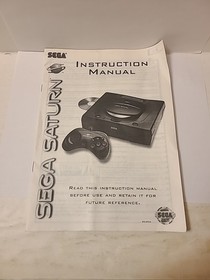 SEGA
INSTRUCTION
MANUAL
SEGA SATURN
READ THIS INSTRUCTION MANUAL
BEFORE USE AND RETAIN IT FOR
FUTURE REFERENCE.
SEGA